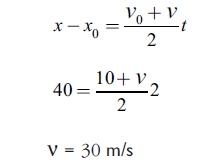 x − x₀ = (v₀ + v)/2 t
40 = (10 + v)/2 2
v = 30 m/s